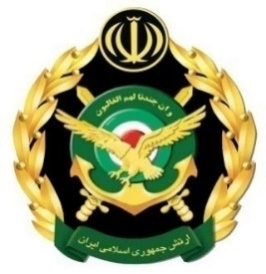 و ان جندنا لهم الغالبون
ارتش جمهوری اسلامی ایران